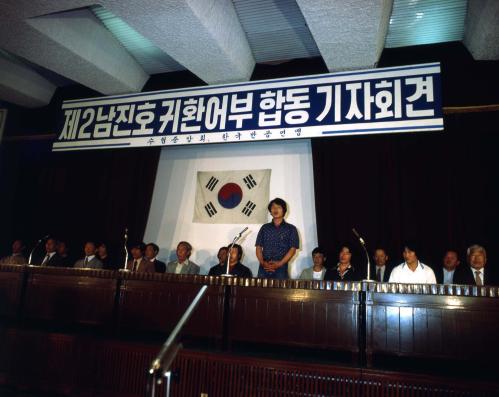 제2남진호 귀환어부 합동 기자회견
수협중앙회. 한국반공연맹